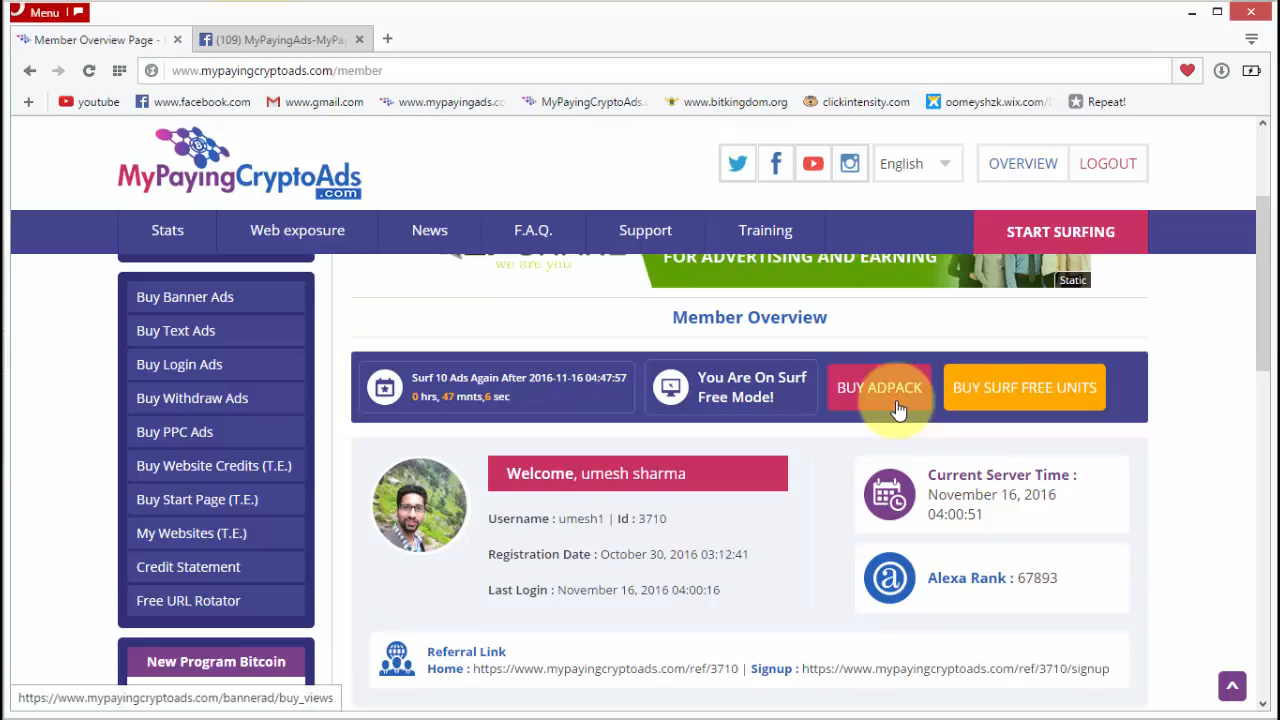 Menu
Member Overview Page -
(109) MyPayingAds-MyPa
www.mypayingcryptoads.com/member
youtube
www.facebook.com
www.gmail.com
www.mypayingads.co
MyPayingCryptoAds.
www.bitkingdom.org
clickintensity.com
oomeyshzk.wix.com/
Repeat!
MyPayingCryptoAds
.com
English
OVERVIEW
LOGOUT
Stats
Web exposure
News
F.A.Q.
Support
Training
START SURFING
we are you
FOR ADVERTISING AND EARNING
Static
Buy Banner Ads
Buy Text Ads
Buy Login Ads
Buy Withdraw Ads
Buy PPC Ads
Buy Website Credits (T.E.)
Buy Start Page (T.E.)
My Websites (T.E.)
Credit Statement
Free URL Rotator
New Program Bitcoin
Member Overview
Surf 10 Ads Again After 2016-11-16 04:47:57
0 hrs, 47 mnts,6 sec
You Are On Surf
Free Mode!
BUY ADPACK
BUY SURF FREE UNITS
Welcome, umesh sharma
Username : umesh1 | Id : 3710
Registration Date : October 30, 2016 03:12:41
Last Login : November 16, 2016 04:00:16
Current Server Time :
November 16, 2016
04:00:51
Alexa Rank : 67893
Referral Link
Home : https://www.mypayingcryptoads.com/ref/3710 | Signup : https://www.mypayingcryptoads.com/ref/3710/signup
https://www.mypayingcryptoads.com/bannerad/buy_views